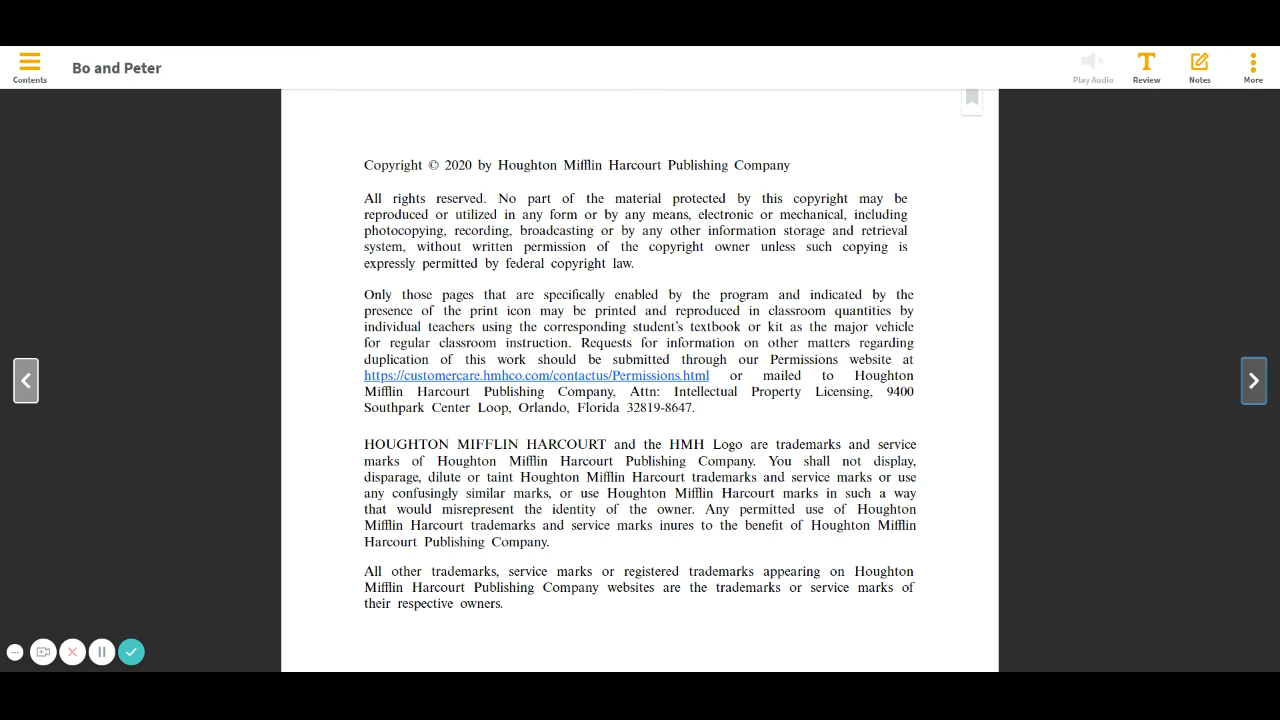 Contents
Bo and Peter
Play Audio
Review
Notes
More
Copyright © 2020 by Houghton Mifflin Harcourt Publishing Company
All rights reserved. No part of the material protected by this copyright may be
reproduced or utilized in any form or by any means, electronic or mechanical, including
photocopying, recording, broadcasting or by any other information storage and retrieval
system, without written permission of the copyright owner unless such copying is
expressly permitted by federal copyright law.
Only those pages that are specifically enabled by the program and indicated by the
presence of the print icon may be printed and reproduced in classroom quantities by
individual teachers using the corresponding student's textbook or kit as the major vehicle
for regular classroom instruction. Requests for information on other matters regarding
duplication of this work should be submitted through our Permissions website at
https://customercare.hmhco.com/contactus/Permissions.html or mailed to Houghton
Mifflin Harcourt Publishing Company, Attn: Intellectual Property Licensing, 9400
Southpark Center Loop, Orlando, Florida 32819-8647.
HOUGHTON MIFFLIN HARCOURT and the HMH Logo are trademarks and service
marks of Houghton Mifflin Harcourt Publishing Company. You shall not display,
disparage, dilute or taint Houghton Mifflin Harcourt trademarks and service marks or use
any confusingly similar marks, or use Houghton Mifflin Harcourt marks in such a way
that would misrepresent the identity of the owner. Any permitted use of Houghton
Mifflin Harcourt trademarks and service marks inures to the benefit of Houghton Mifflin
Harcourt Publishing Company.
All other trademarks, service marks or registered trademarks appearing on Houghton
Mifflin Harcourt Publishing Company websites are the trademarks or service marks of
their respective owners.